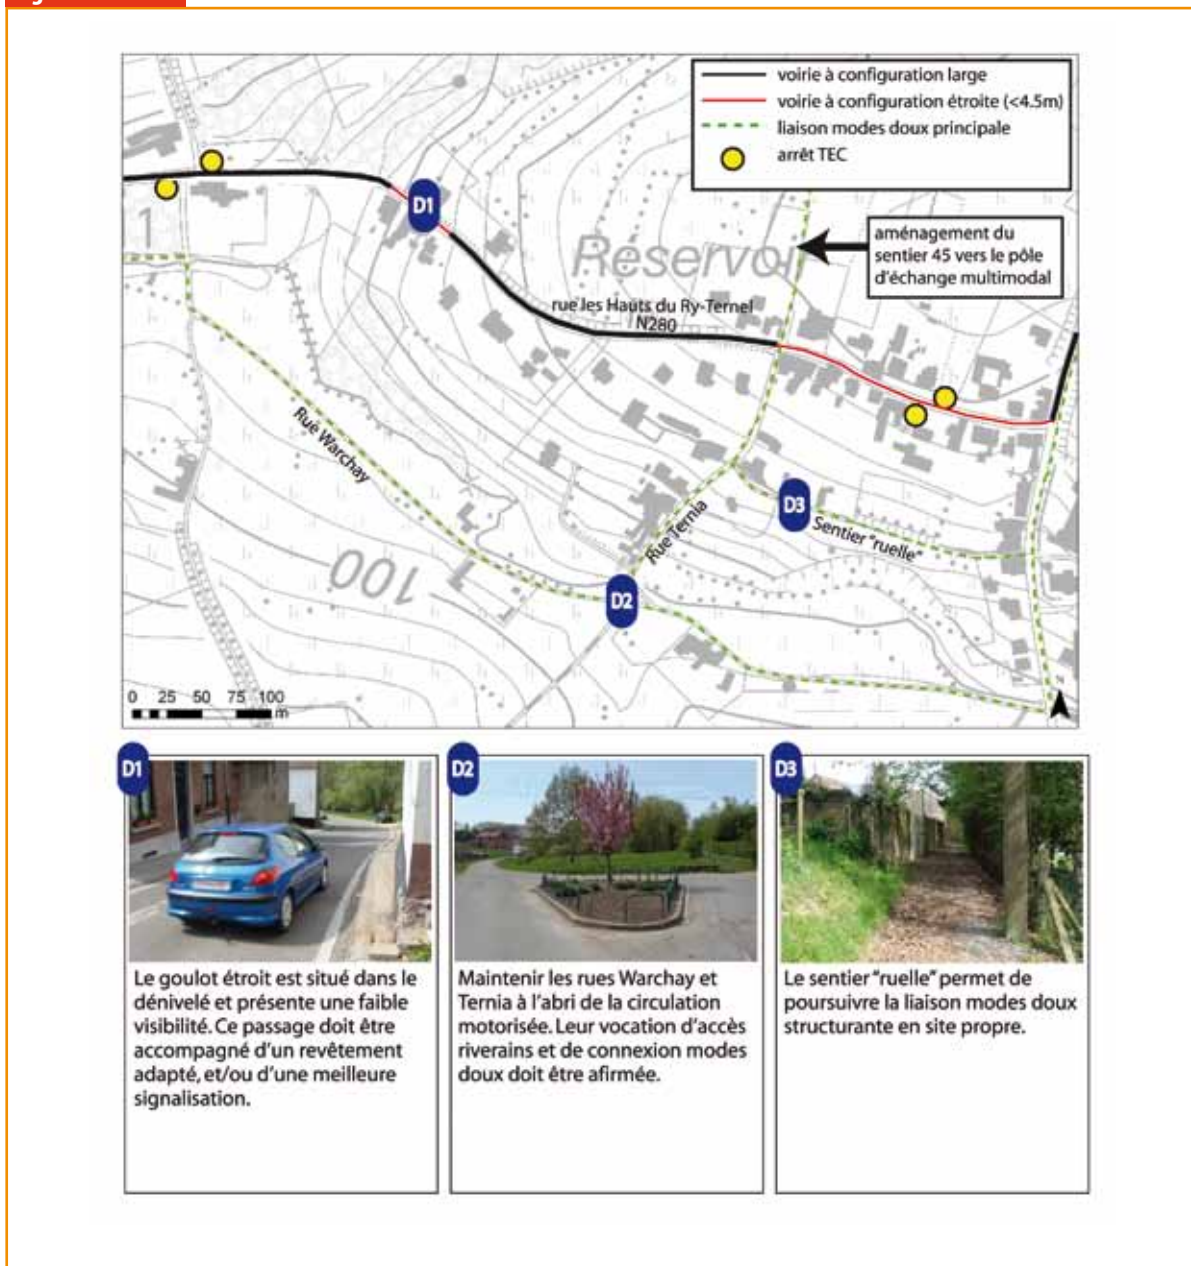 voirie à configuration large
voirie à configuration étroite (<4.5m)
liaison modes doux principale
arrêt TEC
D1
1
Reservoi
aménagement du
sentier 45 vers le pôle
d'échange multimodal
rue les Hauts du Ry-Ternel
N280
Rue Warchay
D3
Sentier "ruelle"
Rue Ternia
100
D2
0 25 50 75 100
m
D1
Le goulot étroit est situé dans le
dénivelé et présente une faible
visibilité. Ce passage doit être
accompagné d'un revêtement
adapté, et/ou d'une meilleure
signalisation.
D2
Maintenir les rues Warchay et
Ternia à l'abri de la circulation
motorisée. Leur vocation d'accès
riverains et de connexion modes
doux doit être afirmée.
D3
Le sentier "ruelle" permet de
poursuivre la liaison modes doux
structurante en site propre.